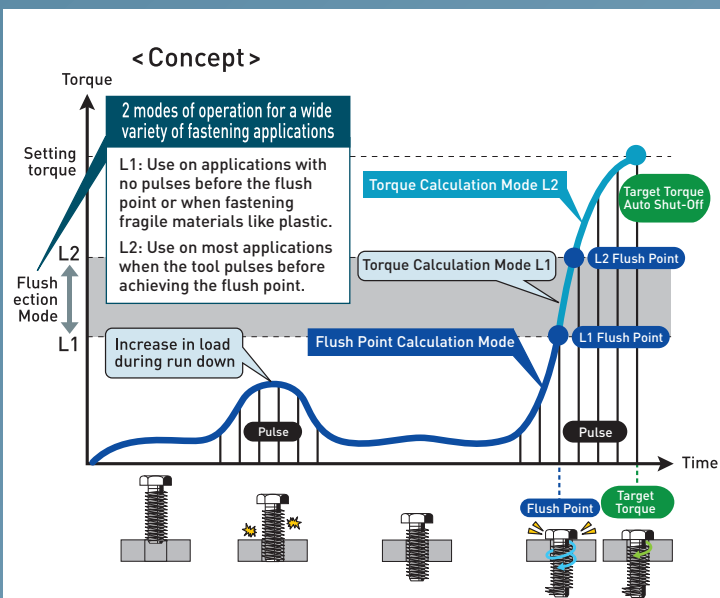 <Concept>
Torque
2 modes of operation for a wide
variety of fastening applications
L1: Use on applications with
no pulses before the flush
point or when fastening
fragile materials like plastic.
L2: Use on most applications
when the tool pulses before
achieving the flush point.
Setting
torque
Torque Calculation Mode L2
Target Torque
Auto Shut-Off
L2
L2 Flush Point
Torque Calculation Mode L1
Flush
ection
Mode
L1
Increase in load
during run down
Flush Point Calculation Mode
L1 Flush Point
Pulse
Pulse
Time
Flush Point
Target
Torque